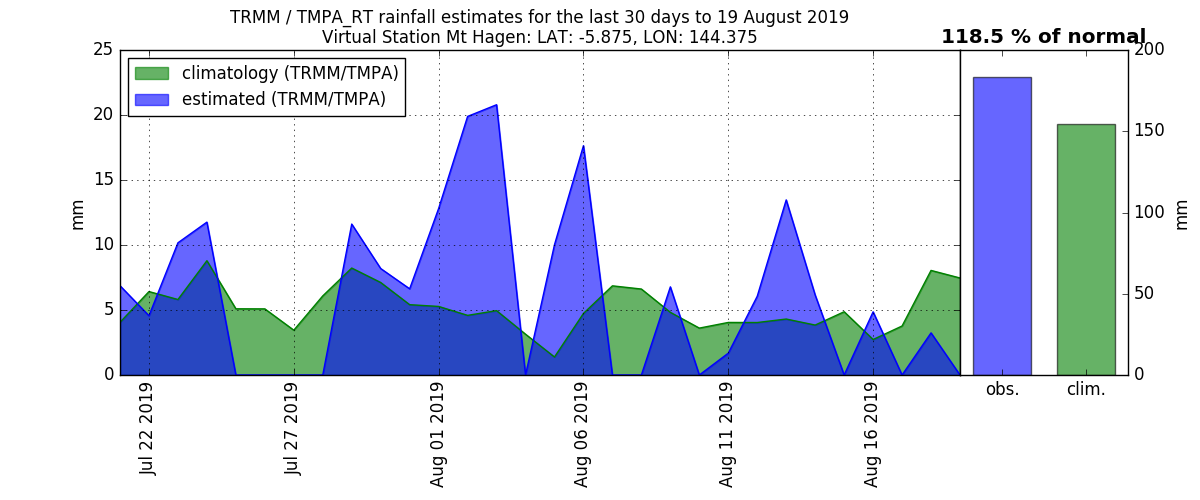 TRMM / TMPA_RT rainfall estimates for the last 30 days to 19 August 2019
Virtual Station Mt Hagen: LAT: -5.875, LON: 144.375
118.5 % of normal
climatology (TRMM/TMPA)
estimated (TRMM/TMPA)
25
20
15
10
5
0
mm
Jul 22 2019
Jul 27 2019
Aug 01 2019
Aug 06 2019
Aug 11 2019
Aug 16 2019
200
150
100
50
0
mm
obs.
clim.